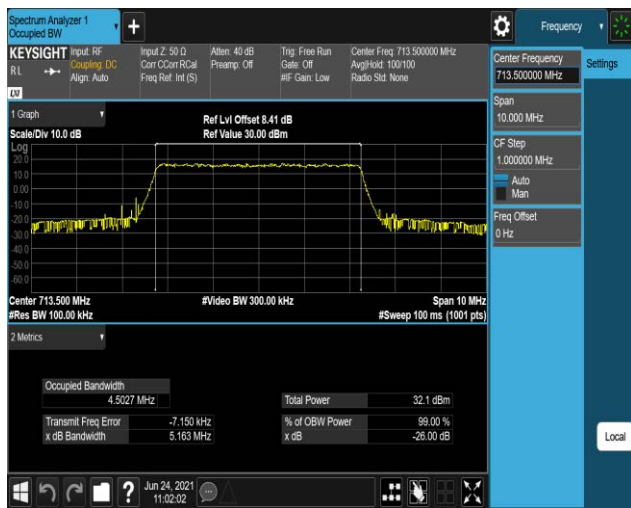 Spectrum Analyzer 1
Occupied BW
+
Frequency
KEYSIGHT
RL
Input: RF
Coupling: DC
Align: Auto
Input Z: 50 Ω
Corr CCorr RCal
Freq Ref: Int (S)
Atten: 40 dB
Preamp: Off
Trig: Free Run
Gate: Off
#IF Gain: Low
Center Freq: 713.500000 MHz
Avg|Hold: 100/100
Radio Std: None
LXI
Center Frequency
713.500000 MHz
Settings
Span
10.000 MHz
CF Step
1.000000 MHz
Auto
Man
Freq Offset
0 Hz
1 Graph
Scale/Div 10.0 dB
Ref Lvl Offset 8.41 dB
Ref Value 30.00 dBm
Log
20.0
10.0
0.00
-10.0
-20.0
-30.0
-40.0
-50.0
-60.0
Center 713.500 MHz
#Video BW 300.00 kHz
Span 10 MHz
#Res BW 100.00 kHz
#Sweep 100 ms (1001 pts)
2 Metrics
Occupied Bandwidth
4.5027 MHz
Total Power 32.1 dBm
Transmit Freq Error -7.150 kHz
% of OBW Power 99.00 %
x dB Bandwidth 5.163 MHz
x dB -26.00 dB
Local
?
Jun 24, 2021
11:02:02